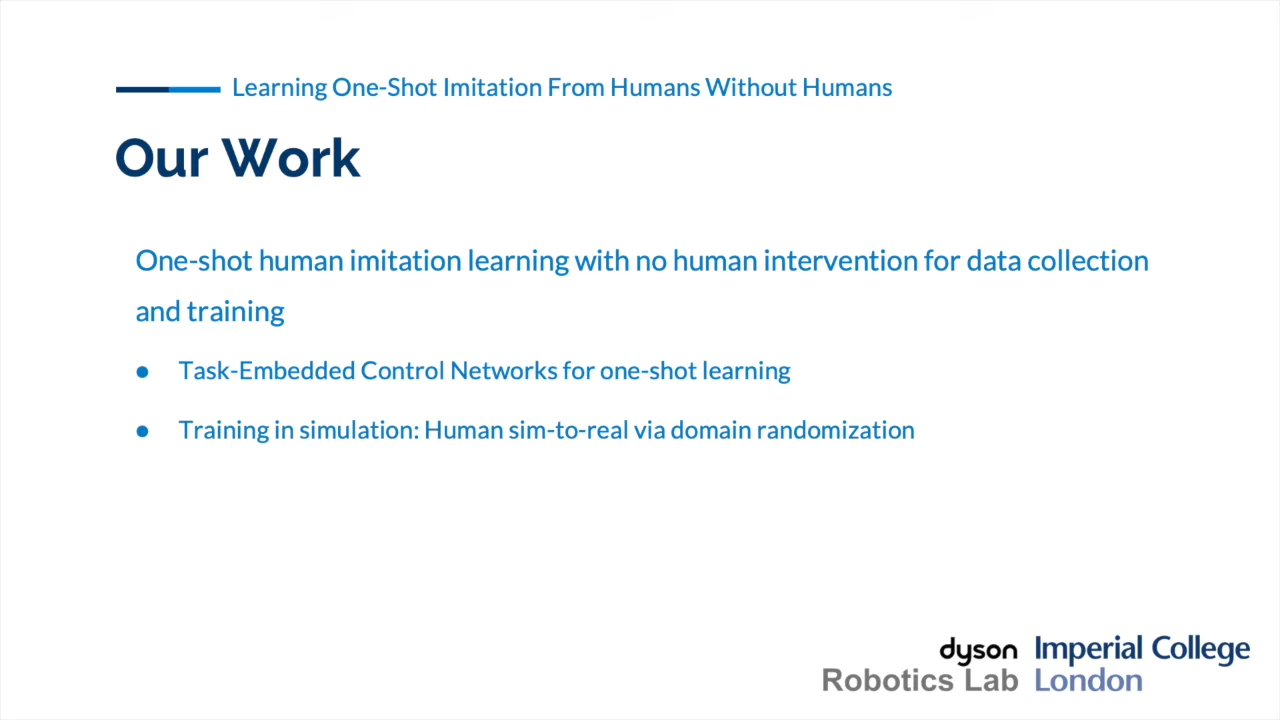 Learning One-Shot Imitation From Humans Without Humans
Our Work
One-shot human imitation learning with no human intervention for data collection
and training
● Task-Embedded Control Networks for one-shot learning
● Training in simulation: Human sim-to-real via domain randomization
dyson
Robotics Lab
Imperial College
London